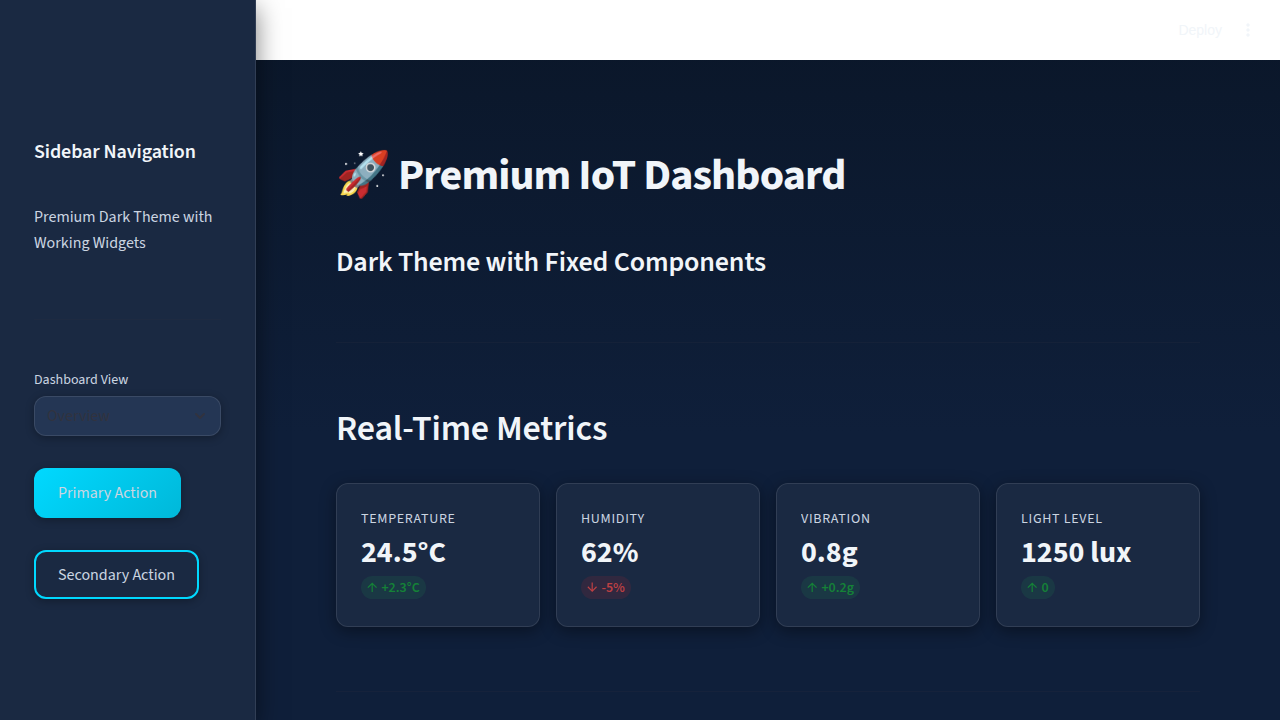 Deploy
Sidebar Navigation
Premium Dark Theme with
Working Widgets
Dashboard View
Primary Action
Secondary Action
🚀 Premium IoT Dashboard
Dark Theme with Fixed Components
Real-Time Metrics
TEMPERATURE
24.5°C
↑ +2.3°C
HUMIDITY
62%
↓ -5%
VIBRATION
0.8g
↑ +0.2g
LIGHT LEVEL
1250 lux
↑ 0